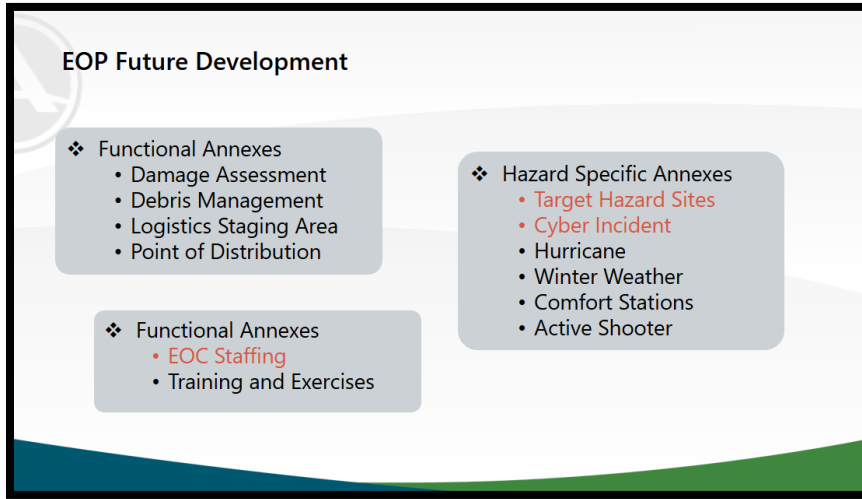 EOP Future Development
❖ Functional Annexes
• Damage Assessment
• Debris Management
• Logistics Staging Area
• Point of Distribution
❖ Functional Annexes
• EOC Staffing
• Training and Exercises
❖ Hazard Specific Annexes
• Target Hazard Sites
• Cyber Incident
• Hurricane
• Winter Weather
• Comfort Stations
• Active Shooter